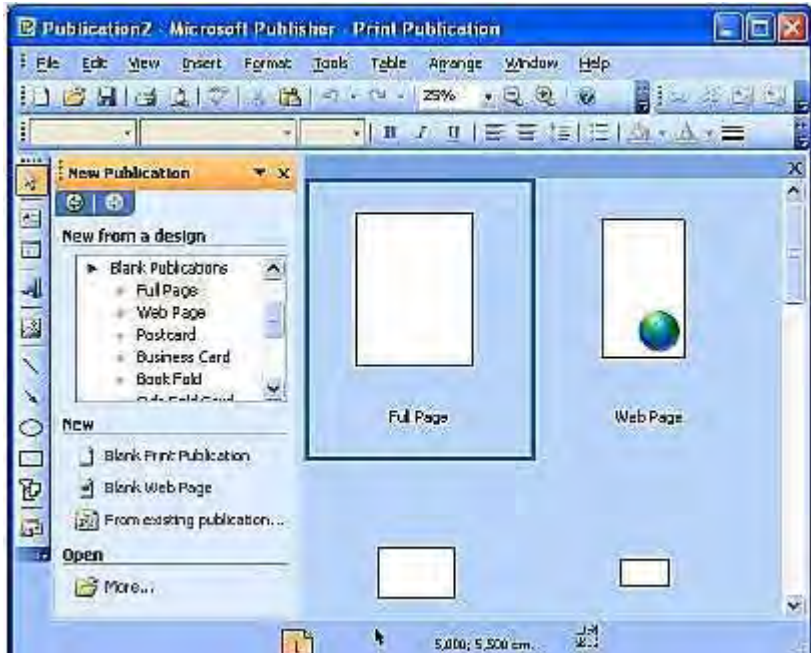 Publication2 - Microsoft Publisher - Print Publication
File Edit View Insert Format Tools Table Arrange Window Help
25%
B I U
New Publication
New from a design
Blank Publications
Full Page
Web Page
Postcard
Business Card
Book Fold
New
Blank Print Publication
Blank Web Page
From existing publication...
Open
More...
Full Page
Web Page
1
5,000; 5,500 cm.